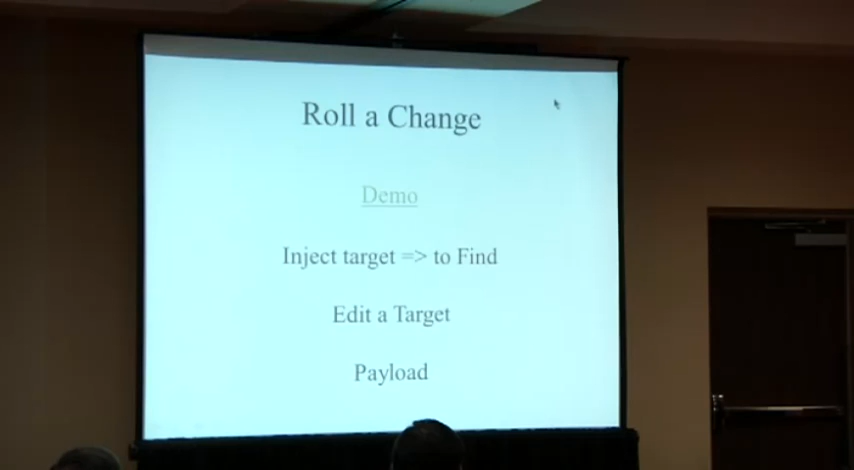 Roll a Change
Demo
Inject target => to Find
Edit a Target
Payload